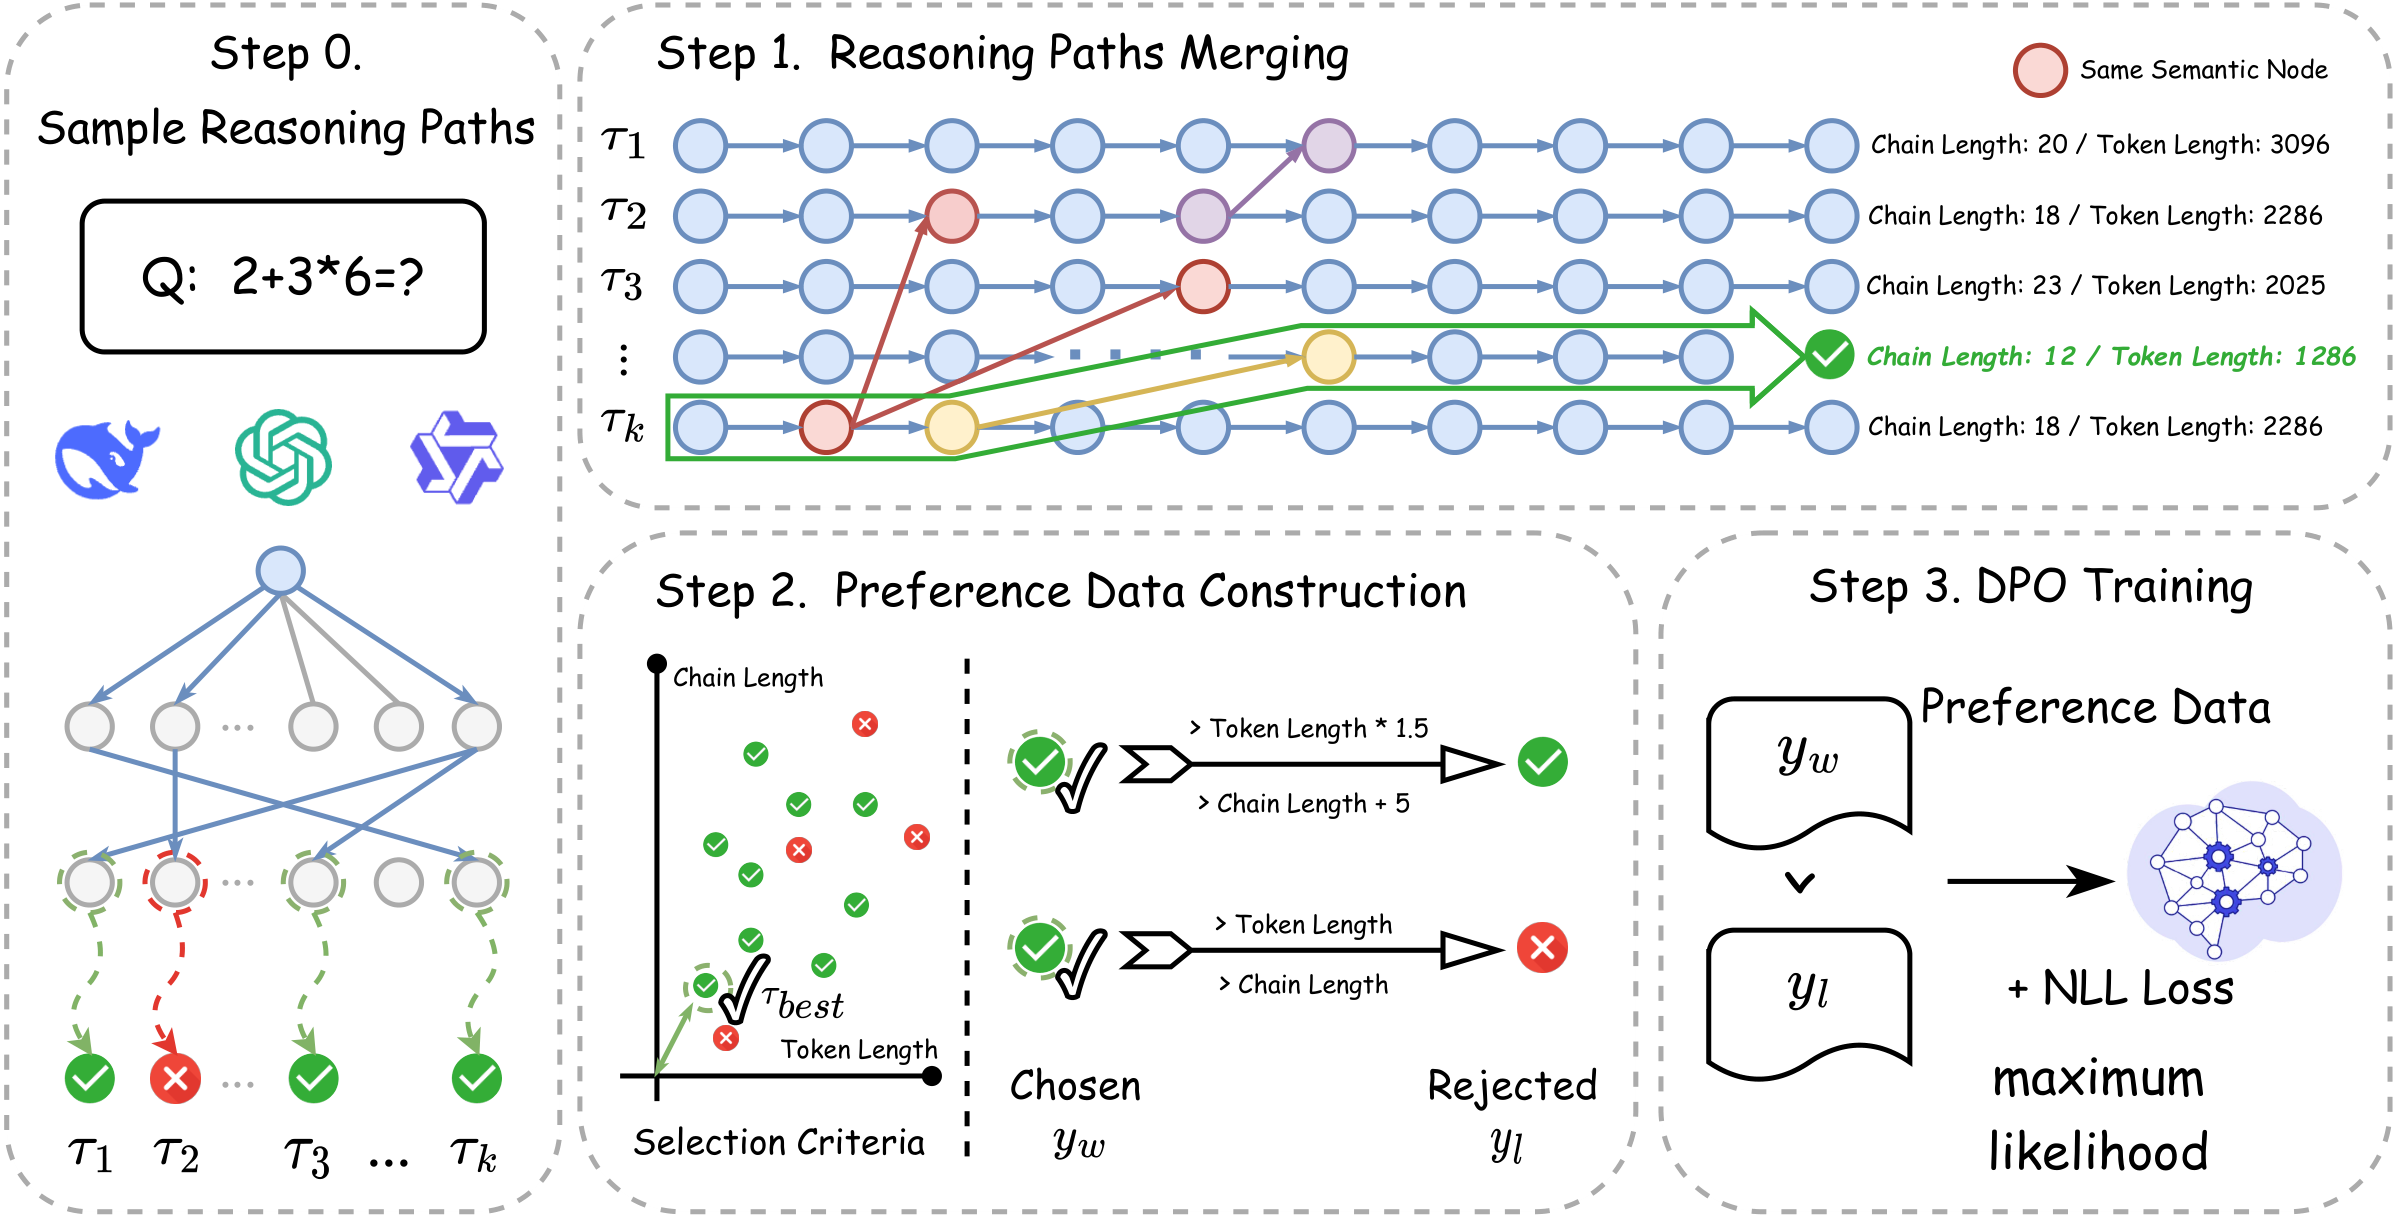 Step 0.
Sample Reasoning Paths
Q: 2+3*6=?
...
...
...
τ1 τ2 τ3 ... τk
Step 1. Reasoning Paths Merging
Same Semantic Node
τ1 Chain Length: 20 / Token Length: 3096
τ2 Chain Length: 18 / Token Length: 2286
τ3 Chain Length: 23 / Token Length: 2025
⋮ Chain Length: 12 / Token Length: 1286
τk Chain Length: 18 / Token Length: 2286
Step 2. Preference Data Construction
Chain Length
τbest
Token Length
Selection Criteria
> Token Length * 1.5
> Chain Length + 5
> Token Length
> Chain Length
Chosen Rejected
yw yl
Step 3. DPO Training
Preference Data
yw
yl
+ NLL Loss
maximum
likelihood